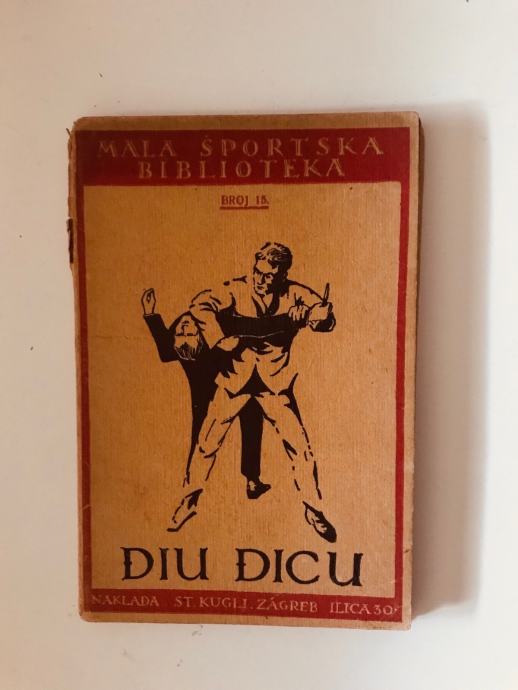 MALA ŠPORTSKA
BIBLIOTEKA
BROJ 15.
ĐIU ĐICU
NAKLADA ST. KUGLI. ZAGREB ILICA 30.